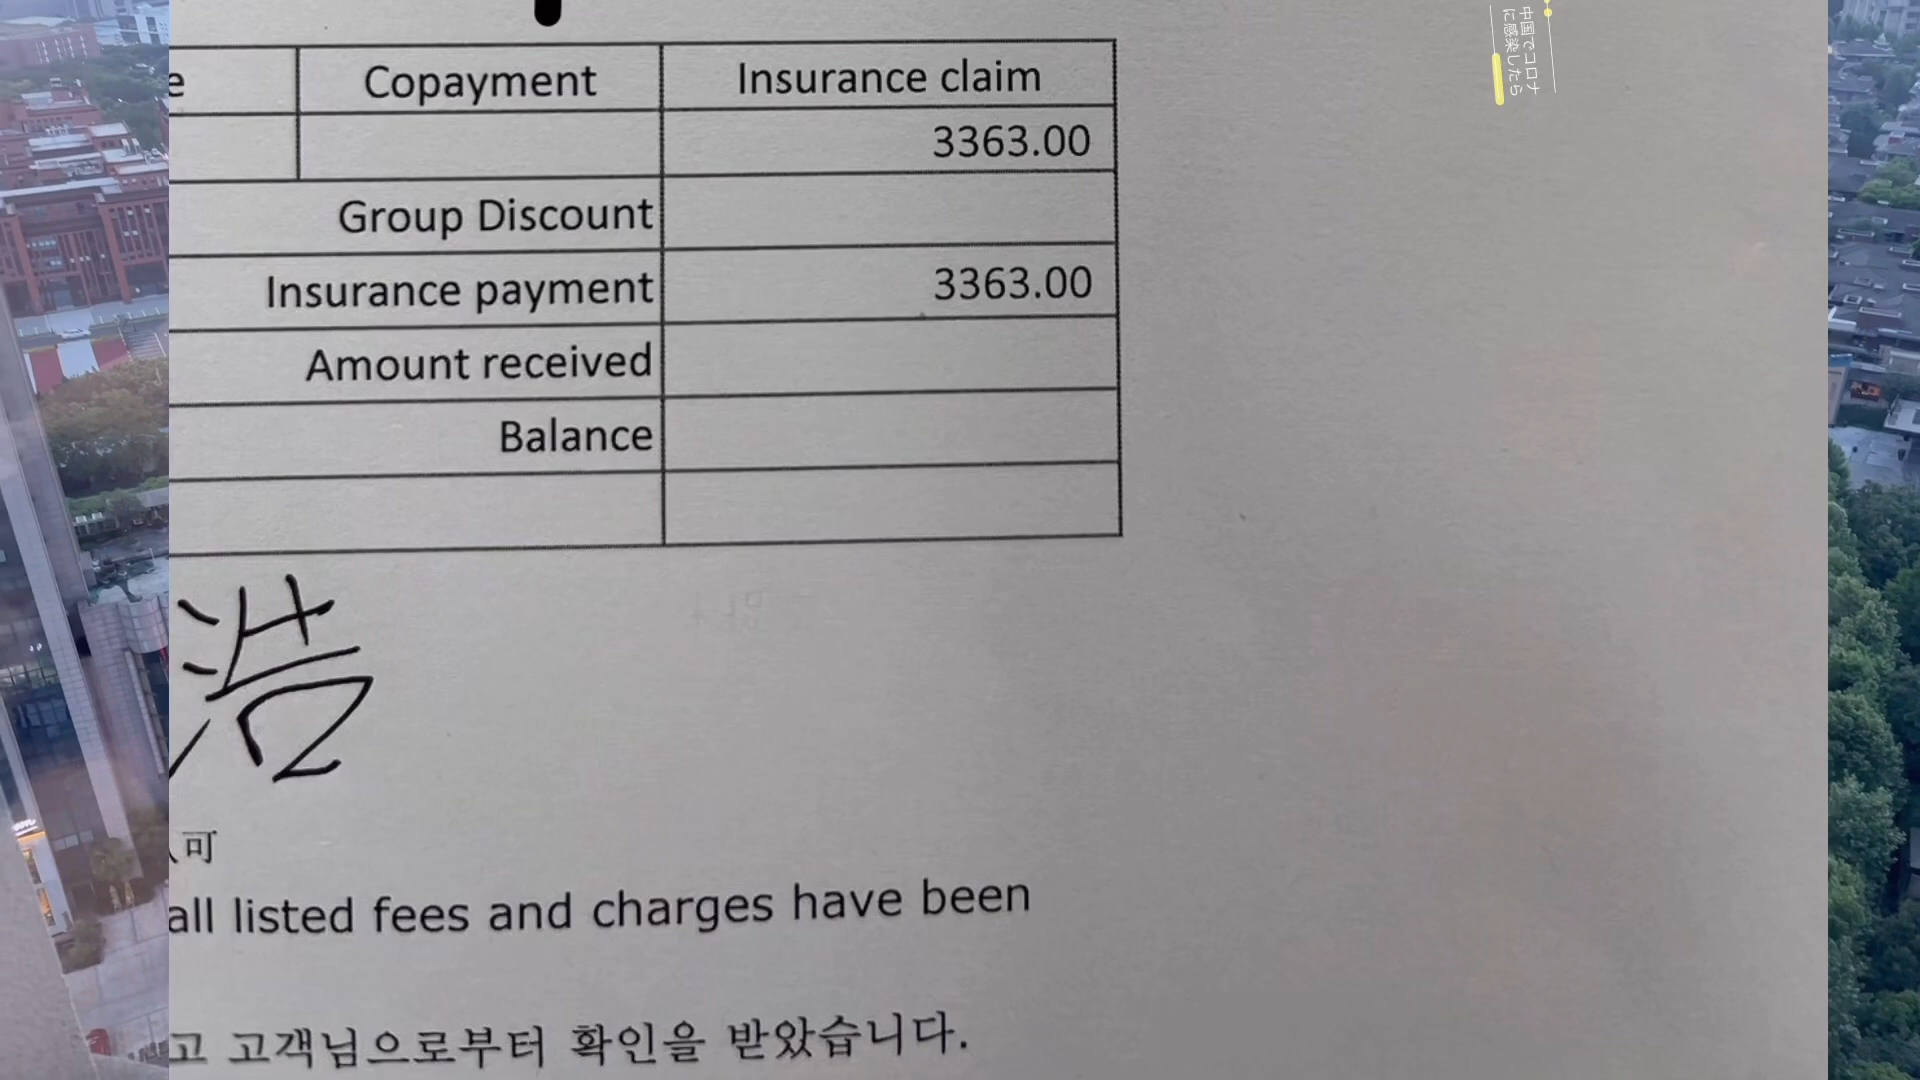 中国でコロナ
に感染したら
e Copayment Insurance claim
3363.00
Group Discount
Insurance payment 3363.00
Amount received
Balance
浩
可
all listed fees and charges have been
고 고객님으로부터 확인을 받았습니다.